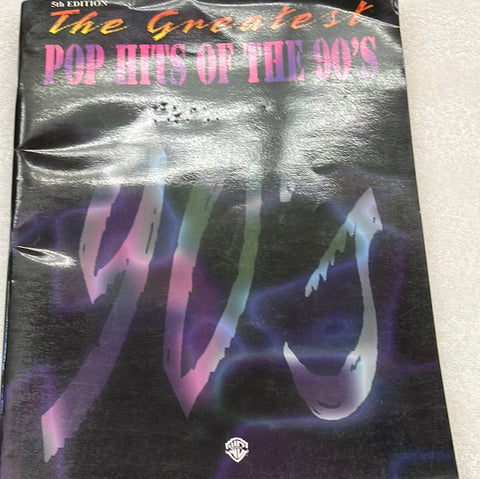 5th EDITION
The Greatest
POP HITS OF THE 90'S
90's